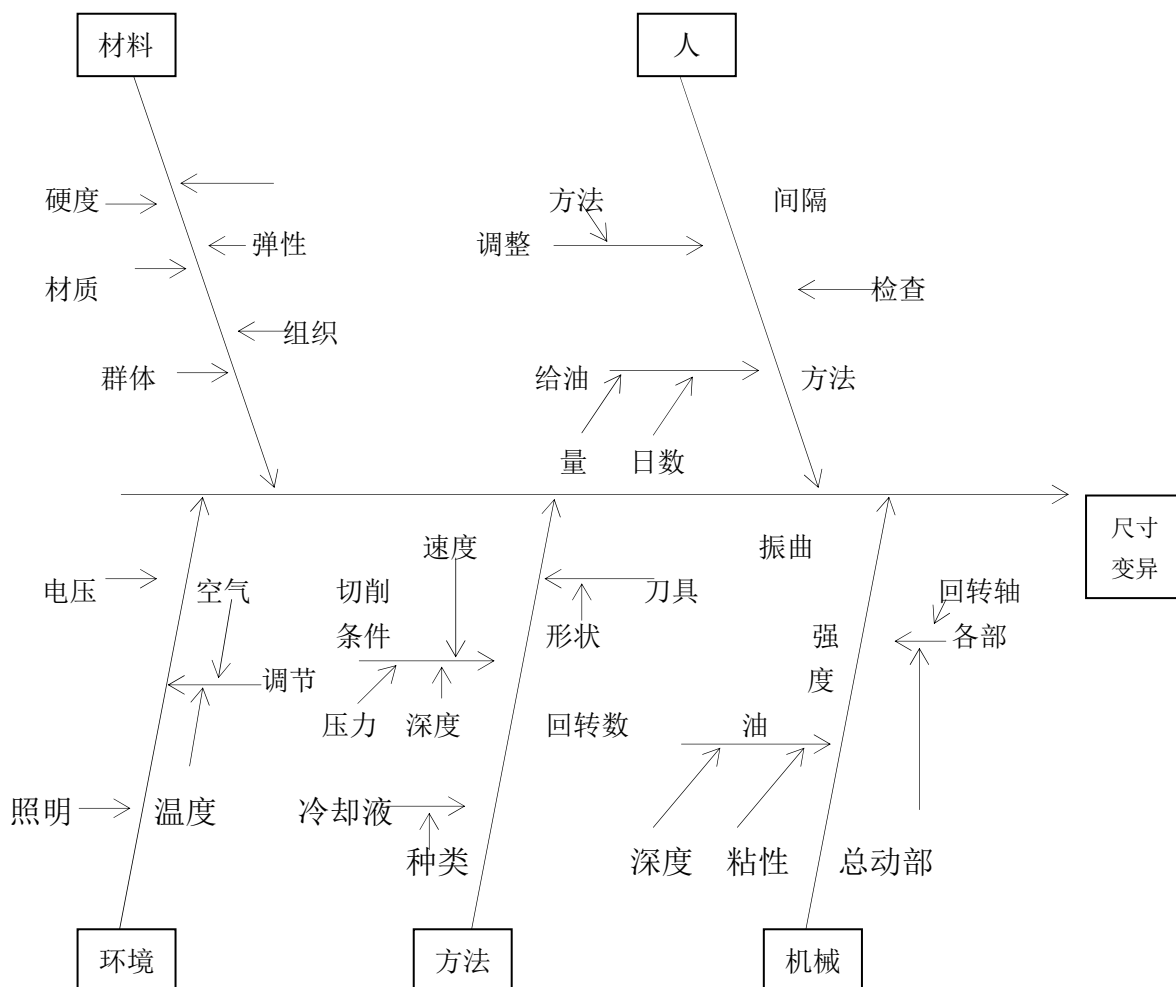 材料
人
硬度
方法
间隔
调整
弹性
材质
检查
组织
群体
给油
方法
量
日数
尺寸
变异
速度
振曲
电压
空气
切削
条件
刀具
形状
回转轴
强
度
各部
调节
压力
深度
回转数
油
照明
温度
冷却液
种类
深度
粘性
总动部
环境
方法
机械